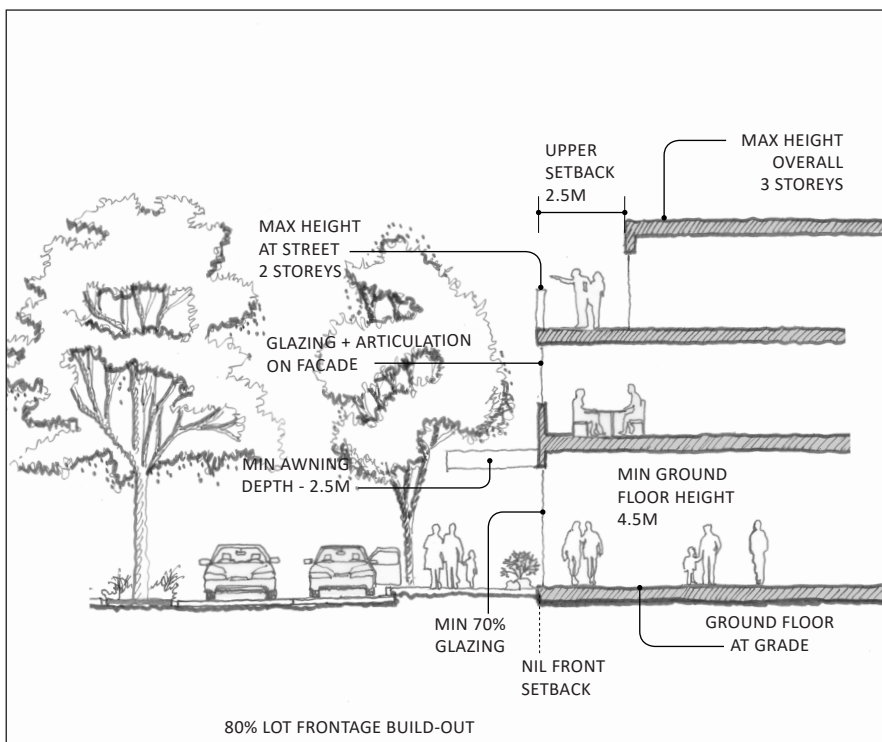 UPPER
SETBACK
2.5M
MAX HEIGHT
OVERALL
3 STOREYS
MAX HEIGHT
AT STREET
2 STOREYS
GLAZING + ARTICULATION
ON FACADE
MIN AWNING
DEPTH - 2.5M
MIN GROUND
FLOOR HEIGHT
4.5M
MIN 70%
GLAZING
GROUND FLOOR
AT GRADE
NIL FRONT
SETBACK
80% LOT FRONTAGE BUILD-OUT